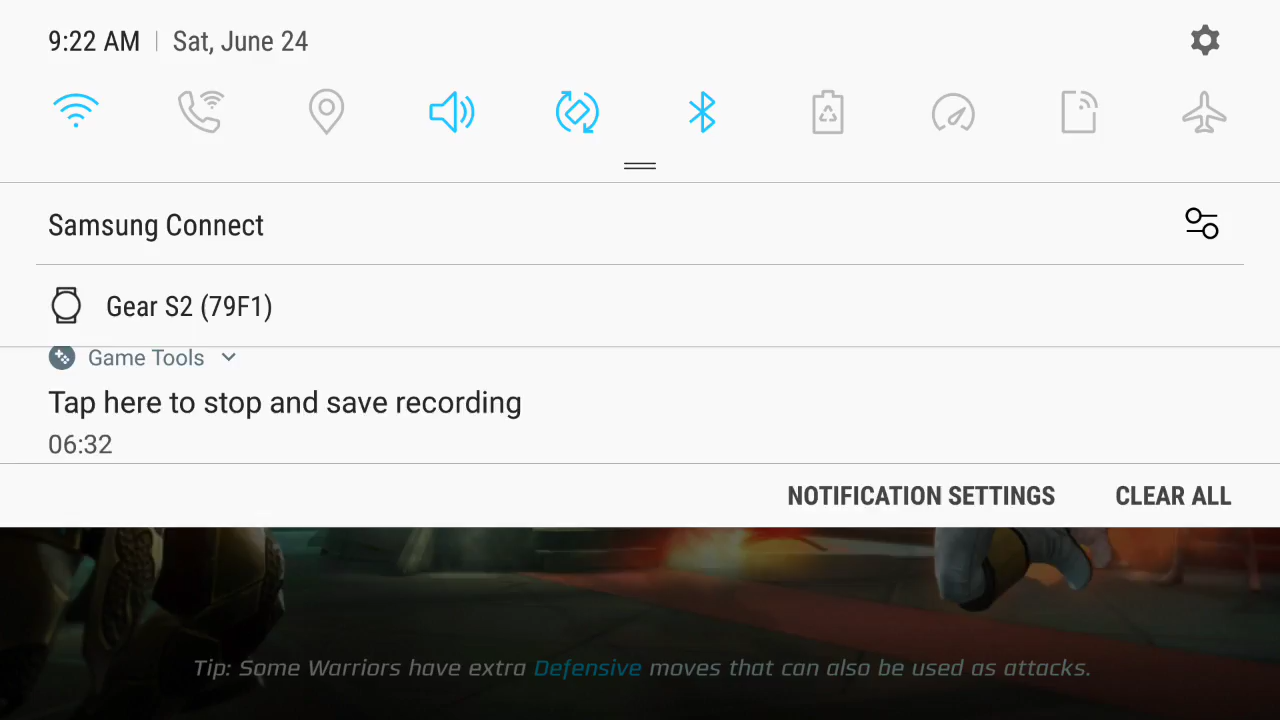 9:22 AM | Sat, June 24
Samsung Connect
Gear S2 (79F1)
Game Tools
Tap here to stop and save recording
06:32
NOTIFICATION SETTINGS CLEAR ALL
Tip: Some Warriors have extra Defensive moves that can also be used as attacks.